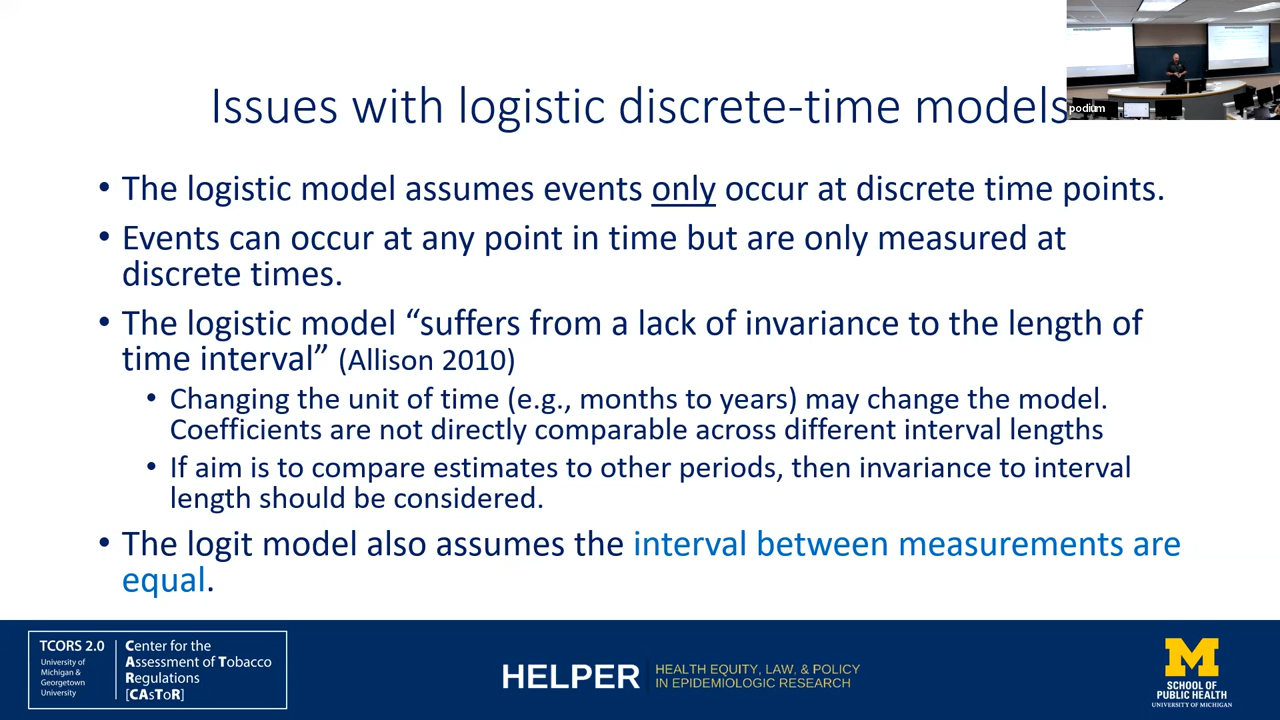 Issues with logistic discrete-time models
podium
• The logistic model assumes events only occur at discrete time points.
• Events can occur at any point in time but are only measured at
discrete times.
• The logistic model “suffers from a lack of invariance to the length of
time interval” (Allison 2010)
• Changing the unit of time (e.g., months to years) may change the model.
Coefficients are not directly comparable across different interval lengths
• If aim is to compare estimates to other periods, then invariance to interval
length should be considered.
• The logit model also assumes the interval between measurements are
equal.
TCORS 2.0
University of
Michigan &
Georgetown
University
Center for the
Assessment of Tobacco
Regulations
[CAsToR]
HELPER
HEALTH EQUITY, LAW, & POLICY
IN EPIDEMIOLOGIC RESEARCH
M
SCHOOL OF
PUBLIC HEALTH
UNIVERSITY OF MICHIGAN